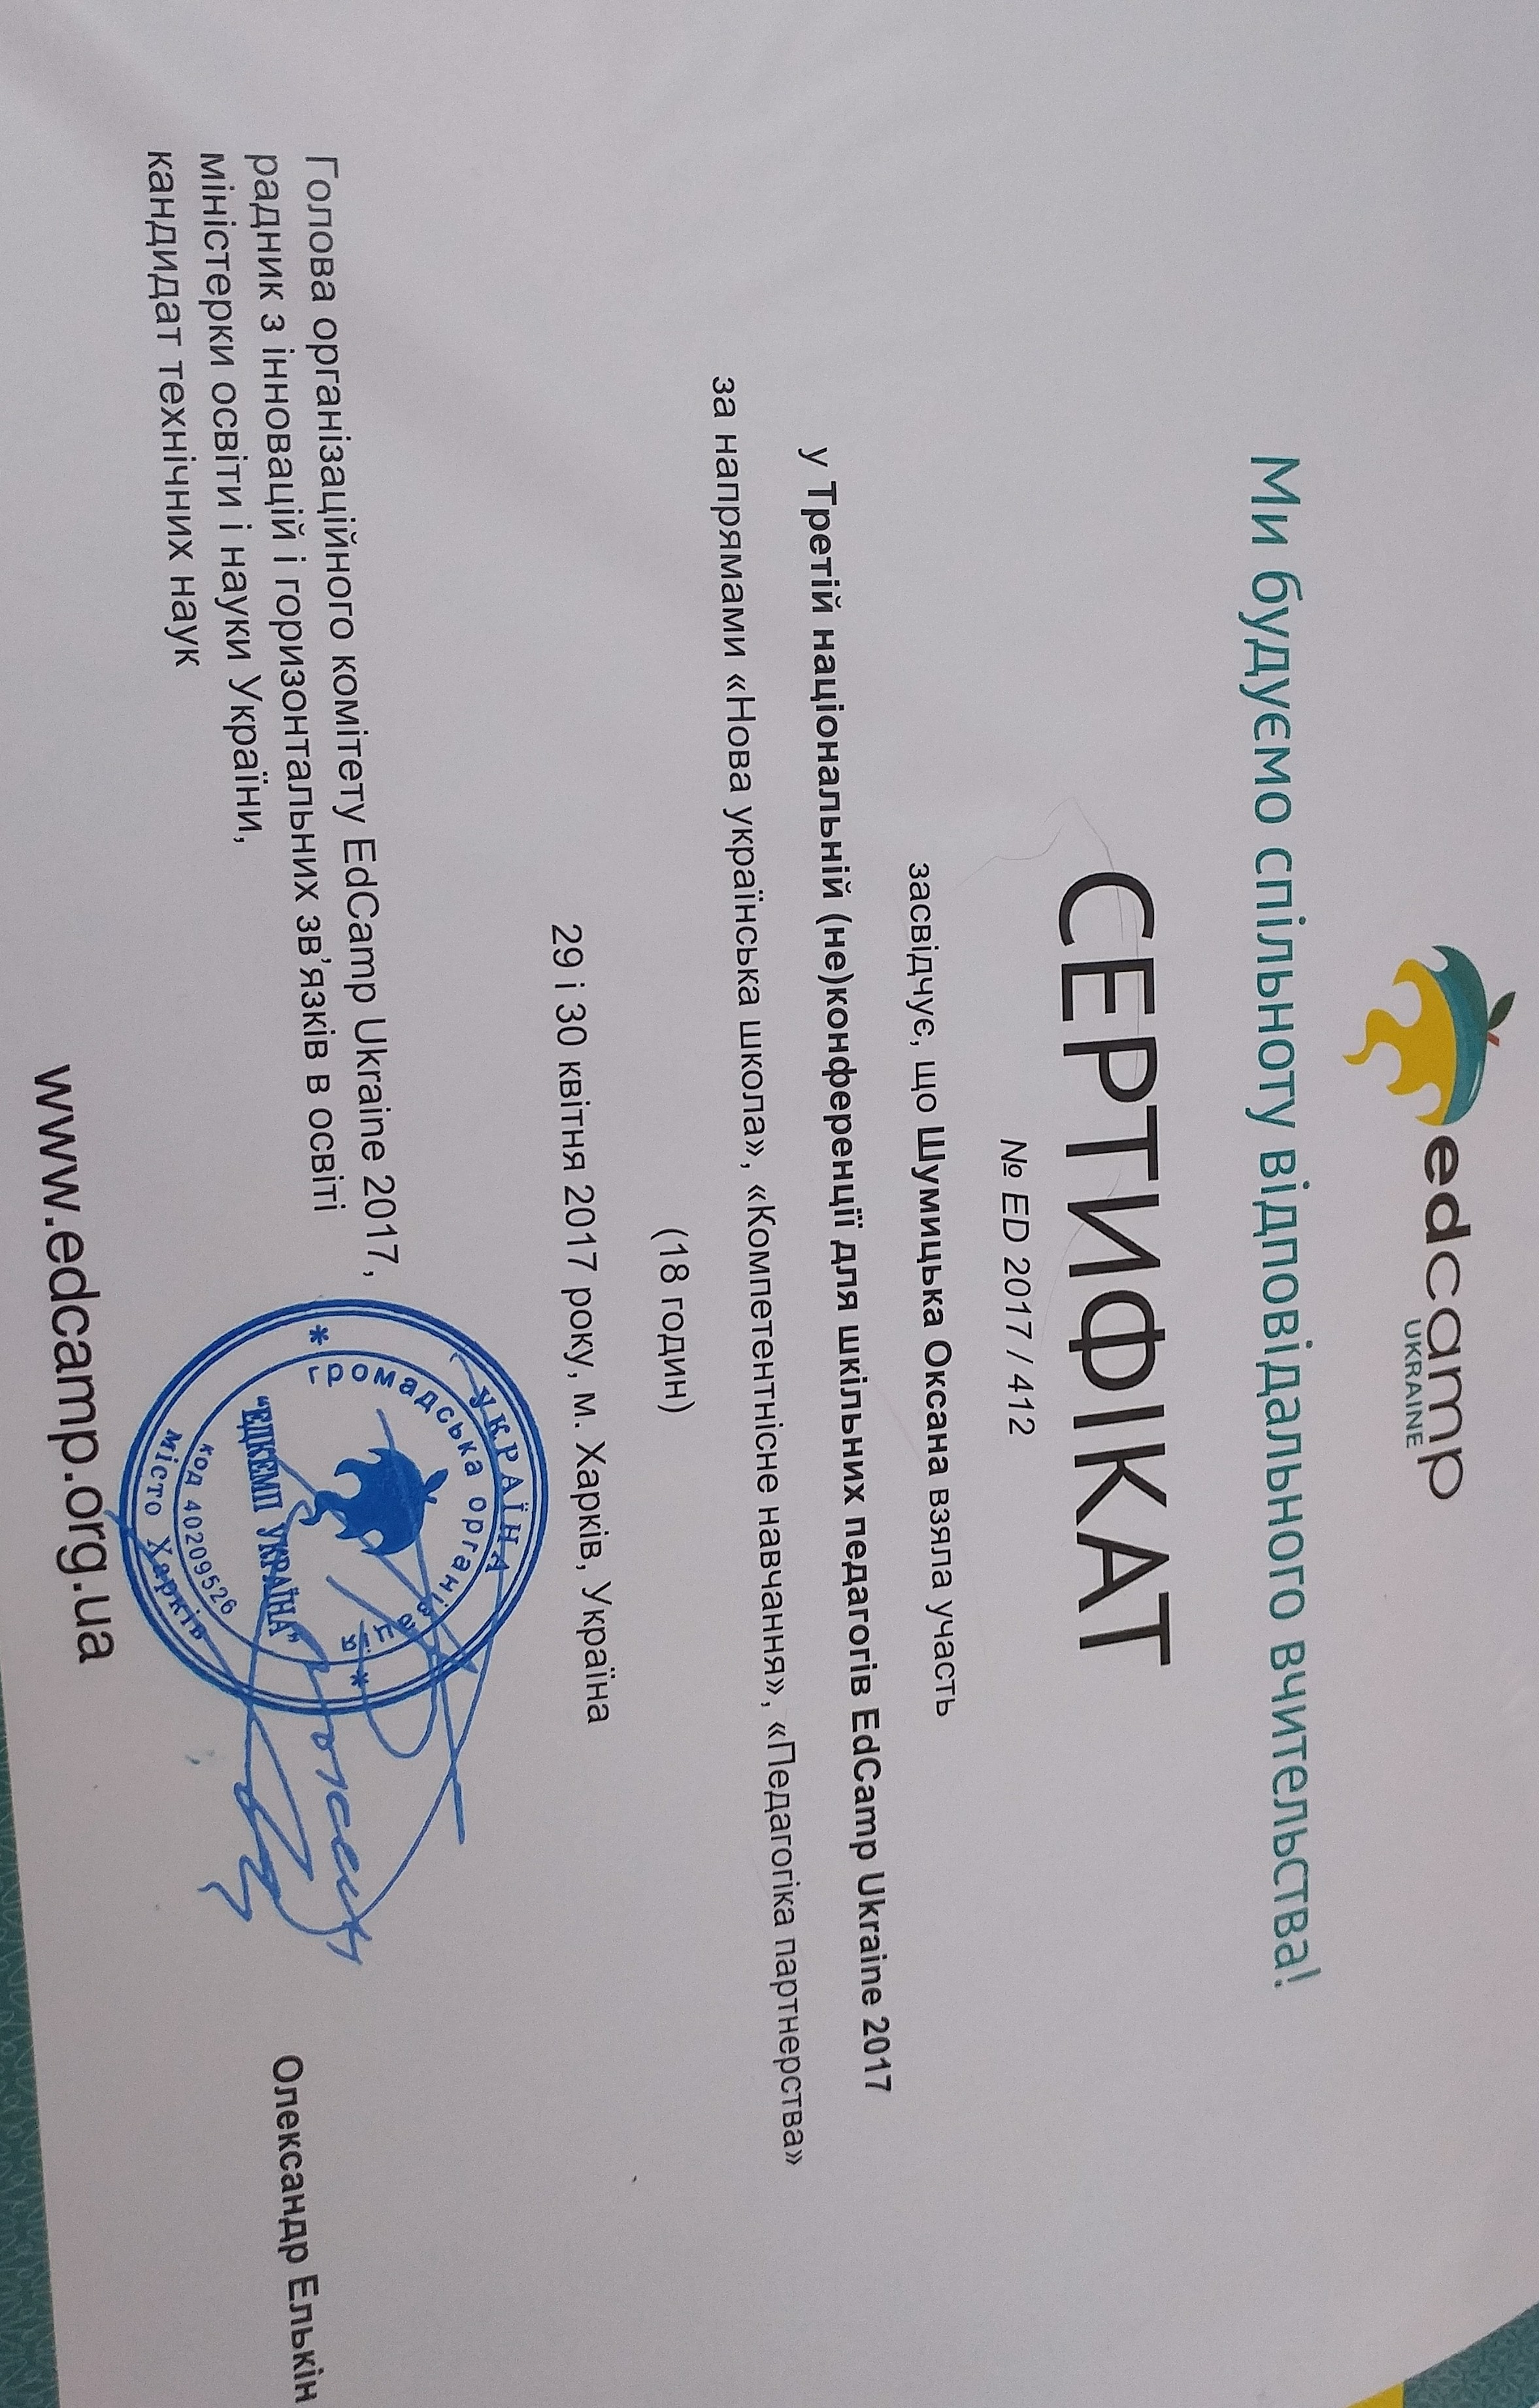 edcamp
UKRAINE
Ми будуємо спільноту відповідального вчительства!
СЕРТИФІКАТ
№ ED 2017 / 412
засвідчує, що Шумицька Оксана взяла участь
у Третій національній (не)конференції для шкільних педагогів EdCamp Ukraine 2017
за напрямами «Нова українська школа», «Компетентнісне навчання», «Педагогіка партнерства»
(18 годин)
29 і 30 квітня 2017 року, м. Харків, Україна
Голова організаційного комітету EdCamp Ukraine 2017,
радник з інновацій і горизонтальних зв'язків в освіті
міністерки освіти і науки України,
кандидат технічних наук
Олександр Елькін
* УКРАЇНА *
громадська організація
"ЕДКЕМП УКРАЇНА"
код 40209526
місто Харків
www.edcamp.org.ua